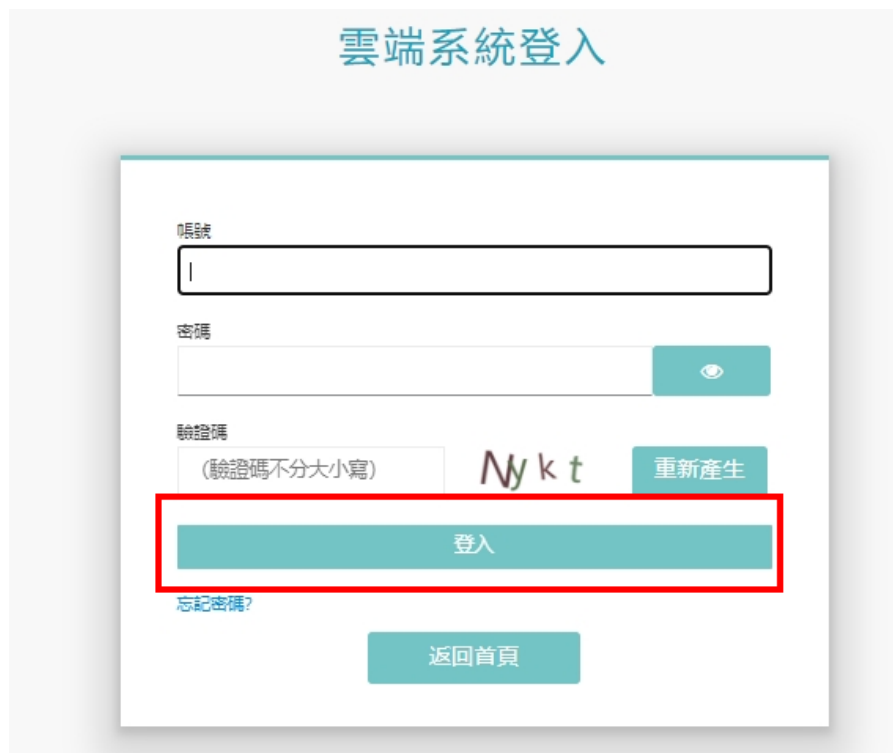 雲端系統登入
帳號
密碼
驗證碼
(驗證碼不分大小寫) Nykt 重新產生
登入
忘記密碼?
返回首頁